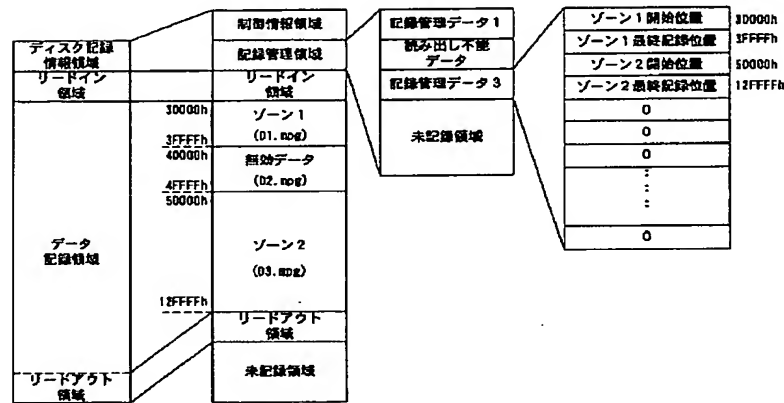 ディスク記録
情報領域
リードイン
領域
データ
記録領域
リードアウト
領域
30000h
3FFFFh
40000h
4FFFFh
50000h
12FFFFh
制御情報領域
記録管理領域
リードイン
領域
ゾーン1
(D1.mpg)
無効データ
(D2.mpg)
ゾーン2
(D3.mpg)
リードアウト
領域
未記録領域
記録管理データ1
読み出し不能
データ
記録管理データ3
未記録領域
ゾーン1開始位置 30000h
ゾーン1最終記録位置 3FFFFh
ゾーン2開始位置 50000h
ゾーン2最終記録位置 12FFFFh
0
0
0
0